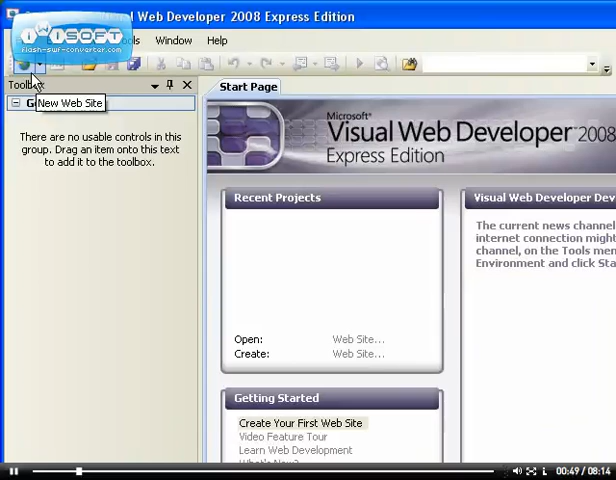 Visual Web Developer 2008 Express Edition
iWiSOFT
flash-swf-converter.com
Window Help
Start Page
New Web Site
There are no usable controls in this
group. Drag an item onto this text
to add it to the toolbox.
Microsoft
Visual Web Developer 2008
Express Edition
Recent Projects
Open: Web Site...
Create: Web Site...
Getting Started
Create Your First Web Site
Video Feature Tour
Learn Web Development
Visual Web Developer Dev
The current news channel
internet connection might
channel, on the Tools men
Environment and click Sta
00:49 / 08:14